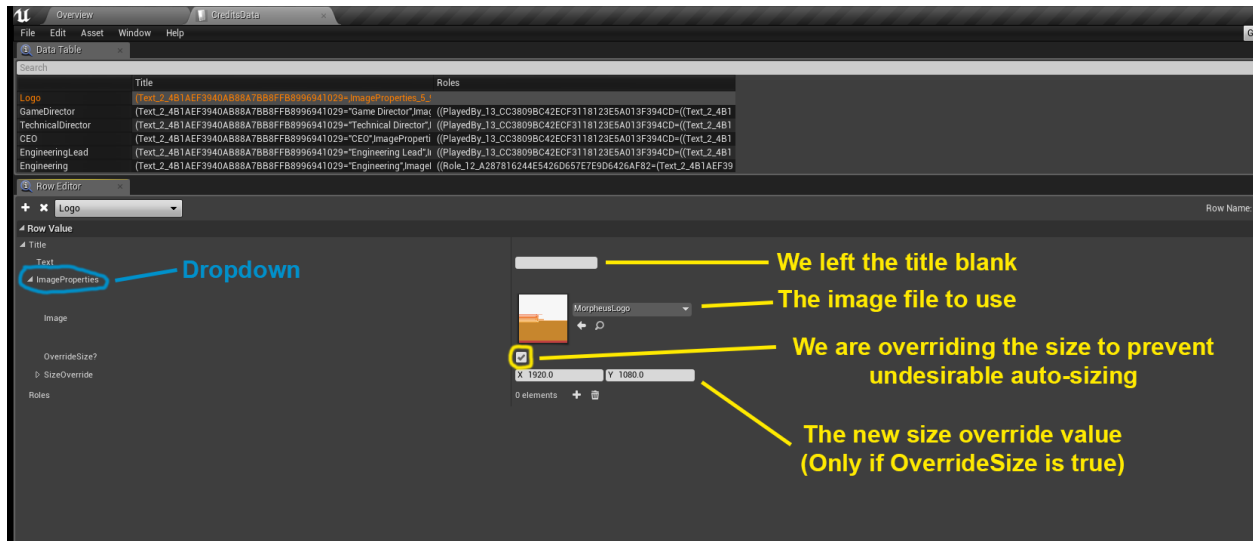 Overview
CreditsData
File Edit Asset Window Help
Data Table
Search
Title Roles
Logo (Text_2_4B1AEF3940AB88A7BB8FFB8996941029=,ImageProperties_5_
GameDirector (Text_2_4B1AEF3940AB88A7BB8FFB8996941029="Game Director",Imag ((PlayedBy_13_CC3809BC42ECF3118123E5A013F394CD=((Text_2_4B1
TechnicalDirector (Text_2_4B1AEF3940AB88A7BB8FFB8996941029="Technical Director",I ((PlayedBy_13_CC3809BC42ECF3118123E5A013F394CD=((Text_2_4B1
CEO (Text_2_4B1AEF3940AB88A7BB8FFB8996941029="CEO",ImageProperti ((PlayedBy_13_CC3809BC42ECF3118123E5A013F394CD=((Text_2_4B1
EngineeringLead (Text_2_4B1AEF3940AB88A7BB8FFB8996941029="Engineering Lead",I ((PlayedBy_13_CC3809BC42ECF3118123E5A013F394CD=((Text_2_4B1
Engineering (Text_2_4B1AEF3940AB88A7BB8FFB8996941029="Engineering",ImageI ((Role_12_A287816244E5426D657E7E9D6426AF82=(Text_2_4B1AEF39
Row Editor
Logo Row Name:
Row Value
Title
Text We left the title blank
ImageProperties Dropdown
MorpheusLogo The image file to use
Image
OverrideSize? We are overriding the size to prevent
undesirable auto-sizing
SizeOverride X 1920.0 Y 1080.0
Roles 0 elements
The new size override value
(Only if OverrideSize is true)